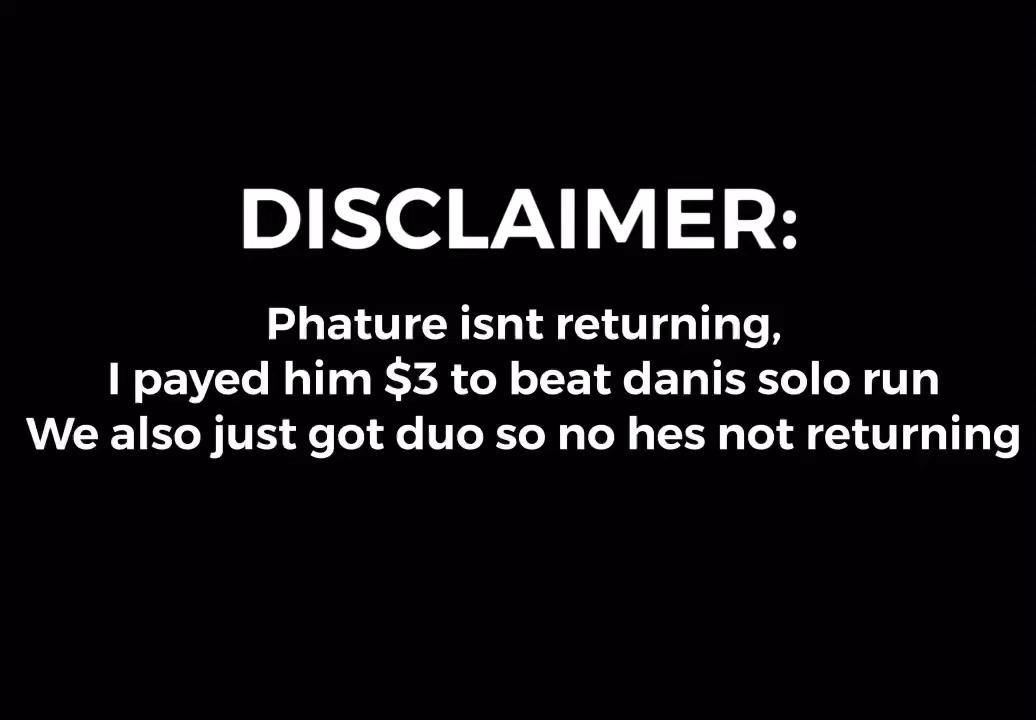 DISCLAIMER:
Phature isnt returning,
I payed him $3 to beat danis solo run
We also just got duo so no hes not returning